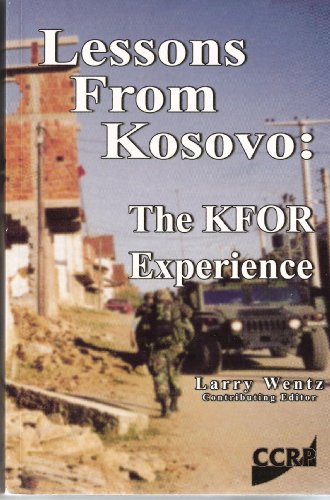 Lessons
From
Kosovo:
The KFOR
Experience
Larry Wentz
Contributing Editor
CCRP